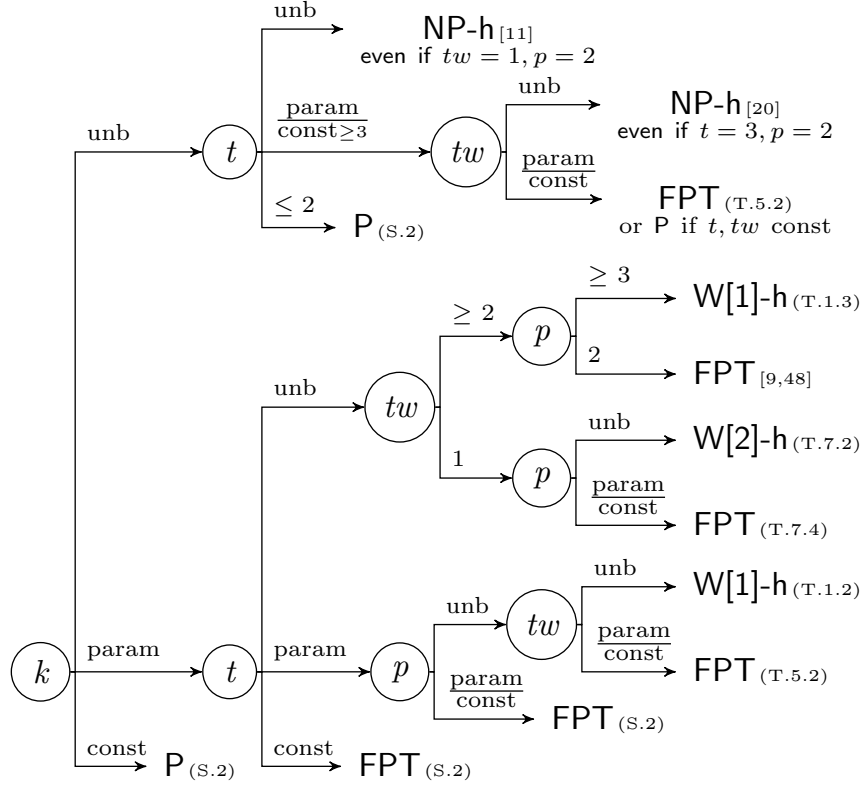 unb
NP-h [11]
even if tw = 1, p = 2
param
const≥3
unb
unb
NP-h [20]
even if t = 3, p = 2
t
tw
param
const
≤ 2
FPT (T.5.2)
or P if t, tw const
P (S.2)
≥ 3
W[1]-h (T.1.3)
≥ 2
p
2
FPT [9,48]
unb
tw
unb
W[2]-h (T.7.2)
1
p
param
const
FPT (T.7.4)
unb
W[1]-h (T.1.2)
unb
tw
param
param
param
const
k
t
p
FPT (T.5.2)
param
const
FPT (S.2)
const
P (S.2)
const
FPT (S.2)